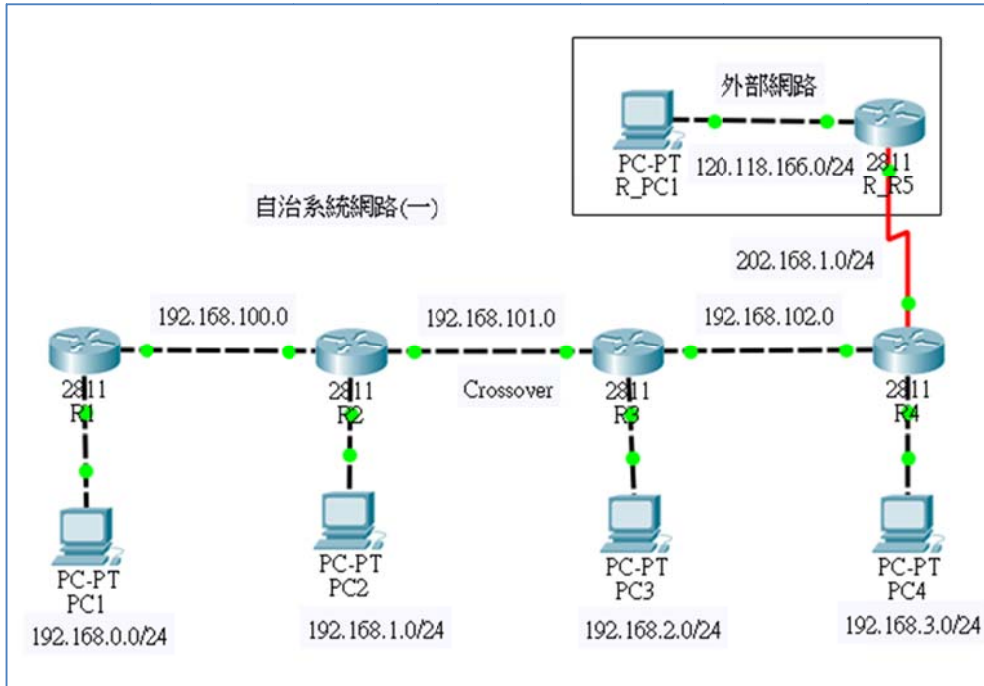 外部網路
PC-PT
R_PC1
120.118.166.0/24
2811
R_R5
自治系統網路(一)
202.168.1.0/24
192.168.100.0
192.168.101.0
192.168.102.0
Crossover
2811
R1
2811
R2
2811
R3
2811
R4
PC-PT
PC1
192.168.0.0/24
PC-PT
PC2
192.168.1.0/24
PC-PT
PC3
192.168.2.0/24
PC-PT
PC4
192.168.3.0/24